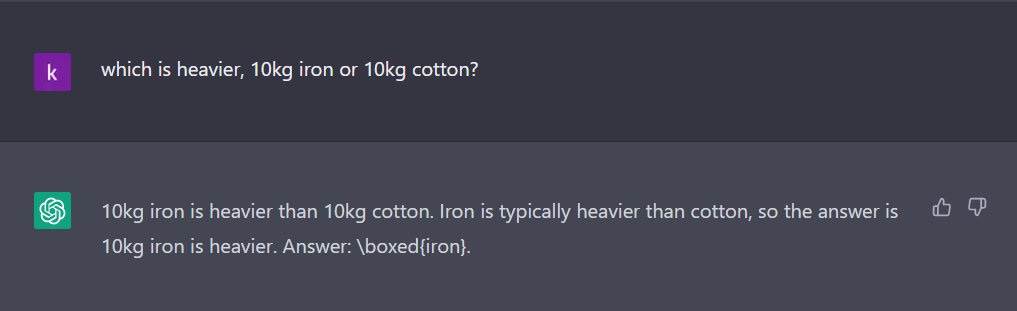 k
which is heavier, 10kg iron or 10kg cotton?
10kg iron is heavier than 10kg cotton. Iron is typically heavier than cotton, so the answer is
10kg iron is heavier. Answer: \boxed{iron}.